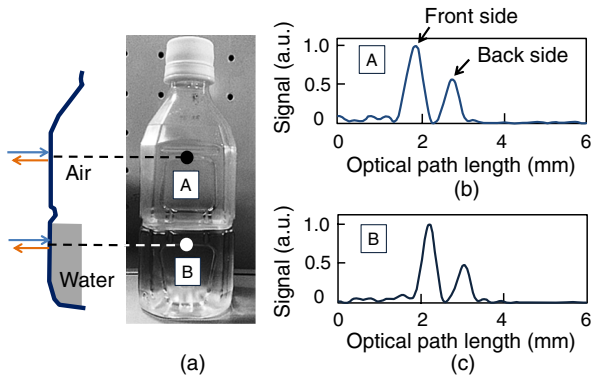 Air
Water
A
B
(a)
Front side
Back side
A
Signal (a.u.)
1.0
0.5
0
0 2 4 6
Optical path length (mm)
(b)
B
Signal (a.u.)
1.0
0.5
0
0 2 4 6
Optical path length (mm)
(c)